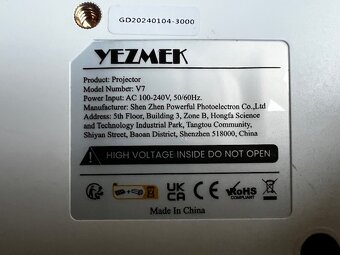 GD20240104-3000
YEZMEK
Product: Projector
Model Number: V7
Power Input: AC 100-240V, 50/60Hz.
Manufacturer: Shen Zhen Powerful Photoelectron Co.,Ltd
Address: 5th Floor, Building 3, Zone B, Hongfa Science
and Technology Industrial Park, Tangtou Community,
Shiyan Street, Baoan District, Shenzhen 518000, China
HIGH VOLTAGE INSIDE DO NOT OPEN
UK CA CE RoHS
COMPLIANT
Made In China